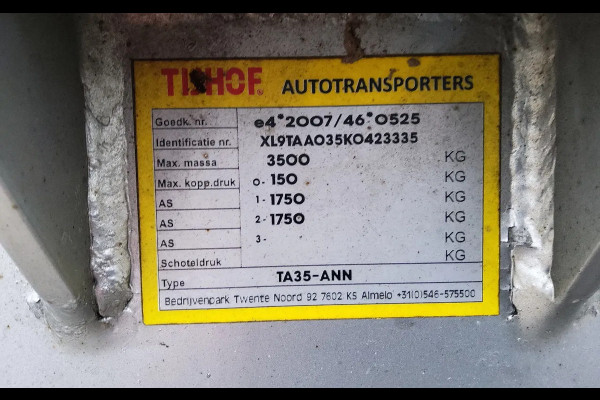 AUTOTRANSPORTERS
Goedk. nr. e4*2007/46*0525
Identificatie nr. XL9TAA035K0423335
Max. massa 3500 KG
Max. kopp.druk 0- 150 KG
AS 1- 1750 KG
AS 2- 1750 KG
AS 3- KG
Schoteldruk KG
Type TA35-ANN
Bedrijvenpark Twente Noord 92 7602 KS Almelo +31(0)546-575500